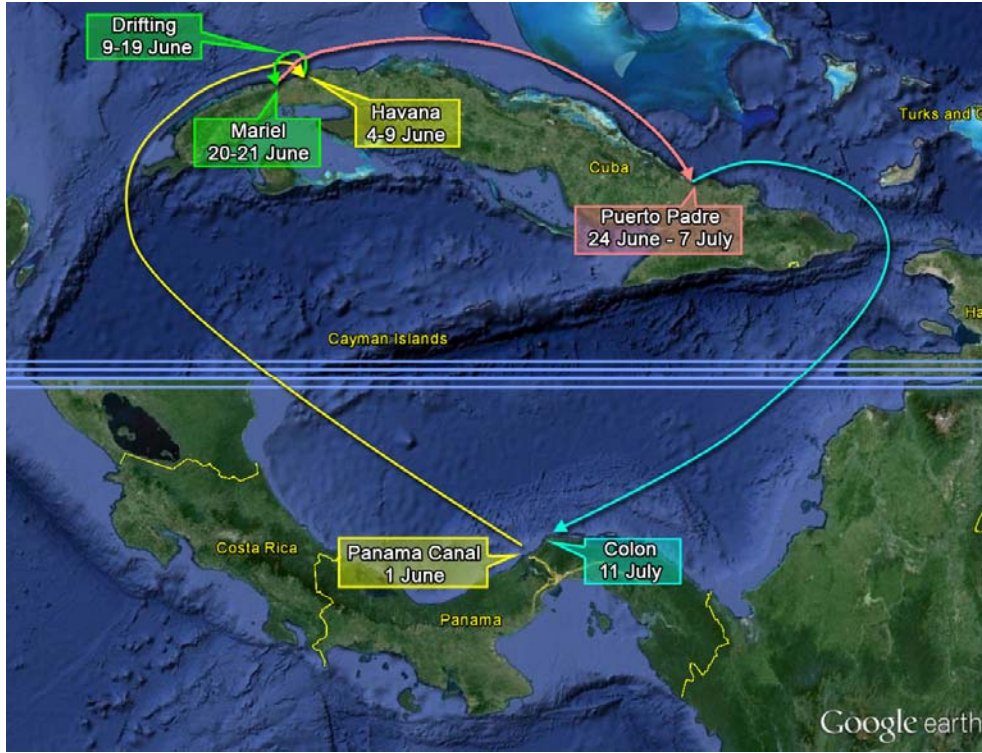 Drifting
9-19 June
Havana
4-9 June
Mariel
20-21 June
Turks and
Cuba
Puerto Padre
24 June - 7 July
Cayman Islands
Costa Rica
Panama Canal
1 June
Colon
11 July
Panama
Google earth